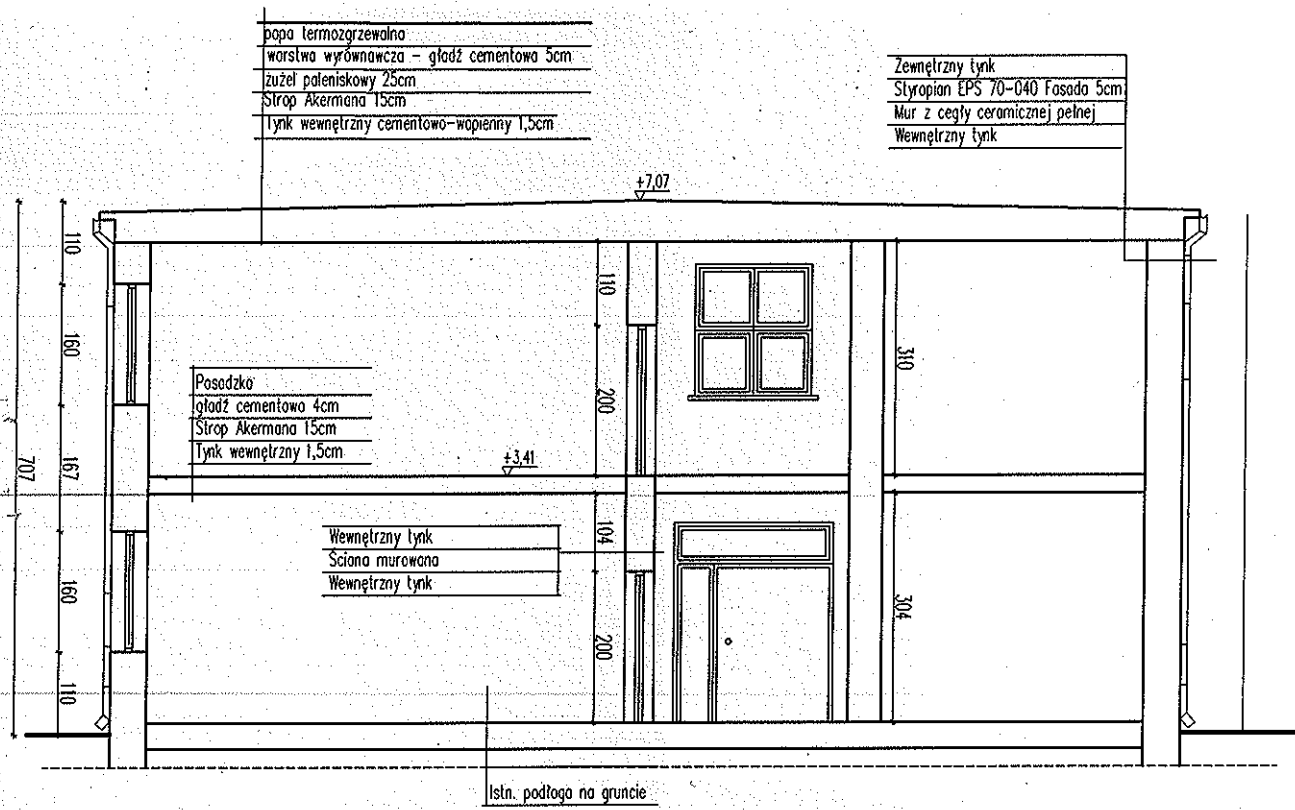 papa termozgrzewalna
warstwa wyrównawcza - gładź cementowa 5cm
żużel paleniskowy 25cm
Strop Akermana 15cm
Tynk wewnętrzny cementowo-wapienny 1,5cm
Zewnętrzny tynk
Styropian EPS 70-040 Fasada 5cm
Mur z cegły ceramicznej pełnej
Wewnętrzny tynk
+7,07
110
160
167
160
110
707
110
200
310
Posadzka
gładź cementowa 4cm
Strop Akermana 15cm
Tynk wewnętrzny 1,5cm
+3,41
Wewnętrzny tynk
Ściana murowana
Wewnętrzny tynk
104
200
304
Istn. podłoga na gruncie